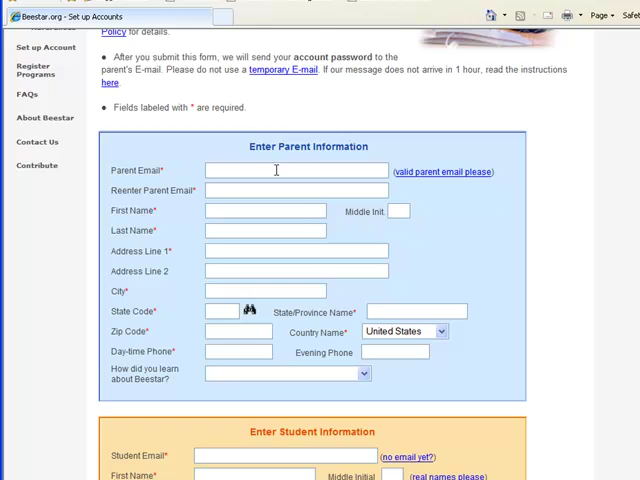 Beestar.org - Set up Accounts
Page
Safet
Set up Account
Register
Programs
FAQs
About Beestar
Contact Us
Contribute
Policy for details.
• After you submit this form, we will send your account password to the
parent's E-mail. Please do not use a temporary E-mail. If our message does not arrive in 1 hour, read the instructions
here.
• Fields labeled with * are required.
Enter Parent Information
Parent Email* (valid parent email please)
Reenter Parent Email*
First Name* Middle Init.
Last Name*
Address Line 1*
Address Line 2
City*
State Code* State/Province Name*
Zip Code* Country Name* United States
Day-time Phone* Evening Phone
How did you learn
about Beestar?
Enter Student Information
Student Email* (no email yet?)
First Name* Middle Initial (real names please)